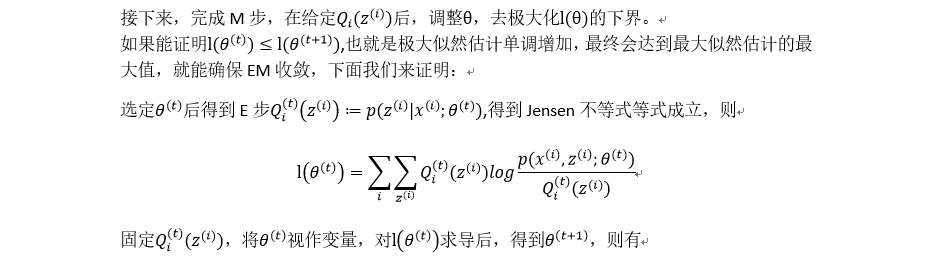 接下来，完成 M 步，在给定Q_i(z^{(i)})后，调整θ，去极大化l(θ)的下界。
如果能证明l(θ^{(t)}) ≤ l(θ^{(t+1)}),也就是极大似然估计单调增加，最终会达到最大似然估计的最
大值，就能确保 EM 收敛，下面我们来证明：
选定θ^{(t)}后得到 E 步Q_i^{(t)}(z^{(i)}) ≔ p(z^{(i)}|x^{(i)}; θ^{(t)}),得到 Jensen 不等式等式成立，则
l(θ^{(t)}) = ∑_i ∑_{z^{(i)}} Q_i^{(t)}(z^{(i)})log \frac{p(x^{(i)}, z^{(i)}; θ^{(t)})}{Q_i^{(t)}(z^{(i)})}
固定Q_i^{(t)}(z^{(i)})，将θ^{(t)}视作变量，对l(θ^{(t)})求导后，得到θ^{(t+1)}，则有